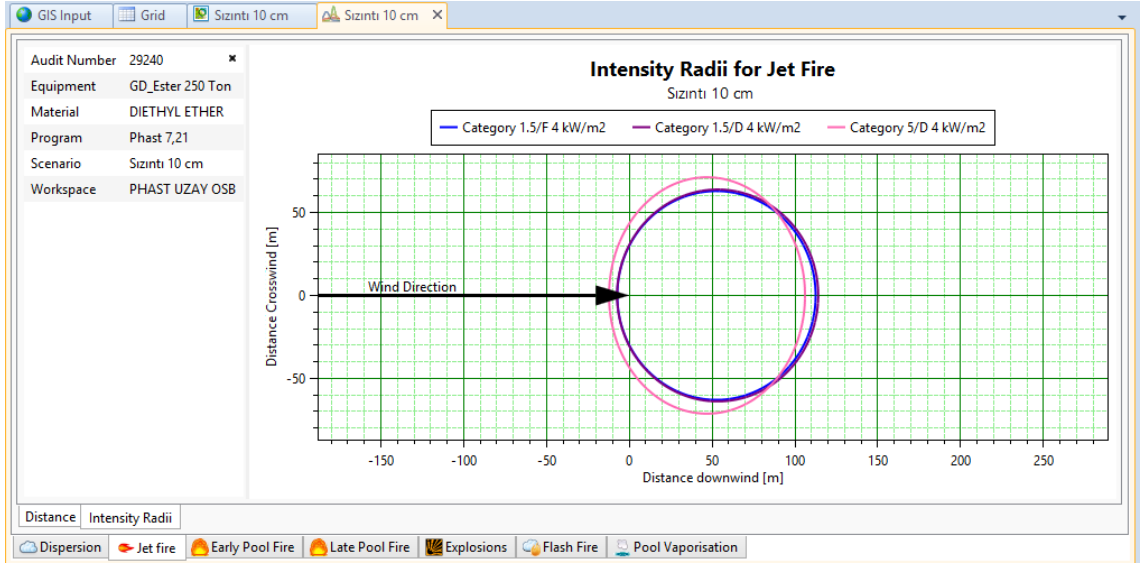 GIS Input Grid Sızıntı 10 cm Sızıntı 10 cm
Audit Number 29240
Equipment GD_Ester 250 Ton
Material DIETHYL ETHER
Program Phast 7,21
Scenario Sızıntı 10 cm
Workspace PHAST UZAY OSB
Intensity Radii for Jet Fire
Sızıntı 10 cm
Category 1.5/F 4 kW/m2 Category 1.5/D 4 kW/m2 Category 5/D 4 kW/m2
Distance Crosswind [m]
50
0
-50
Wind Direction
-150 -100 -50 0 50 100 150 200 250
Distance downwind [m]
Distance Intensity Radii
Dispersion Jet fire Early Pool Fire Late Pool Fire Explosions Flash Fire Pool Vaporisation